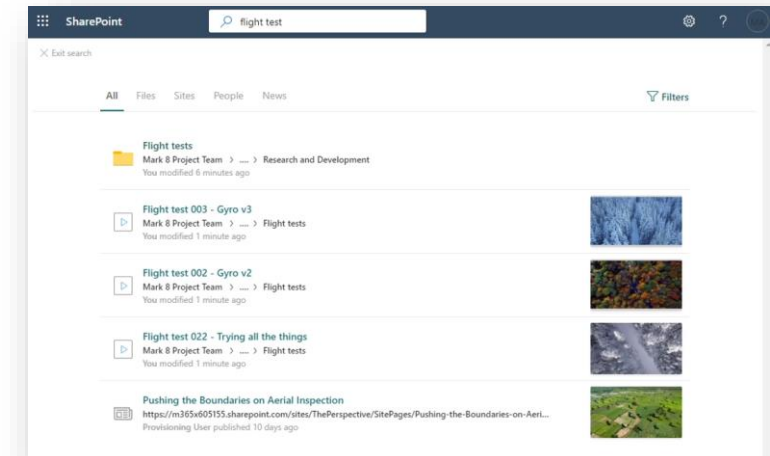 SharePoint
flight test
?
Exit search
All Files Sites People News
Filters
Flight tests
Mark 8 Project Team > ... > Research and Development
You modified 6 minutes ago
Flight test 003 - Gyro v3
Mark 8 Project Team > ... > Flight tests
You modified 1 minute ago
Flight test 002 - Gyro v2
Mark 8 Project Team > ... > Flight tests
You modified 1 minute ago
Flight test 022 - Trying all the things
Mark 8 Project Team > ... > Flight tests
You modified 1 minute ago
Pushing the Boundaries on Aerial Inspection
https://m365x605155.sharepoint.com/sites/ThePerspective/SitePages/Pushing-the-Boundaries-on-Aeri...
Provisioning User published 10 days ago